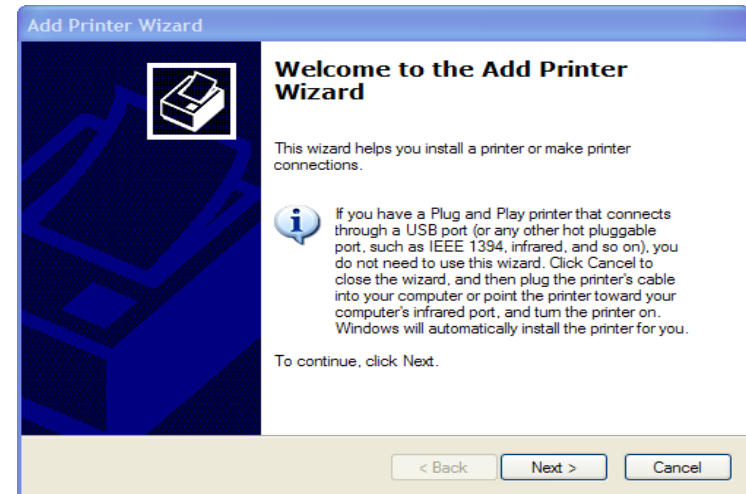 Add Printer Wizard
Welcome to the Add Printer
Wizard
This wizard helps you install a printer or make printer
connections.
If you have a Plug and Play printer that connects
through a USB port (or any other hot pluggable
port, such as IEEE 1394, infrared, and so on), you
do not need to use this wizard. Click Cancel to
close the wizard, and then plug the printer's cable
into your computer or point the printer toward your
computer's infrared port, and turn the printer on.
Windows will automatically install the printer for you.
To continue, click Next.
< Back Next > Cancel